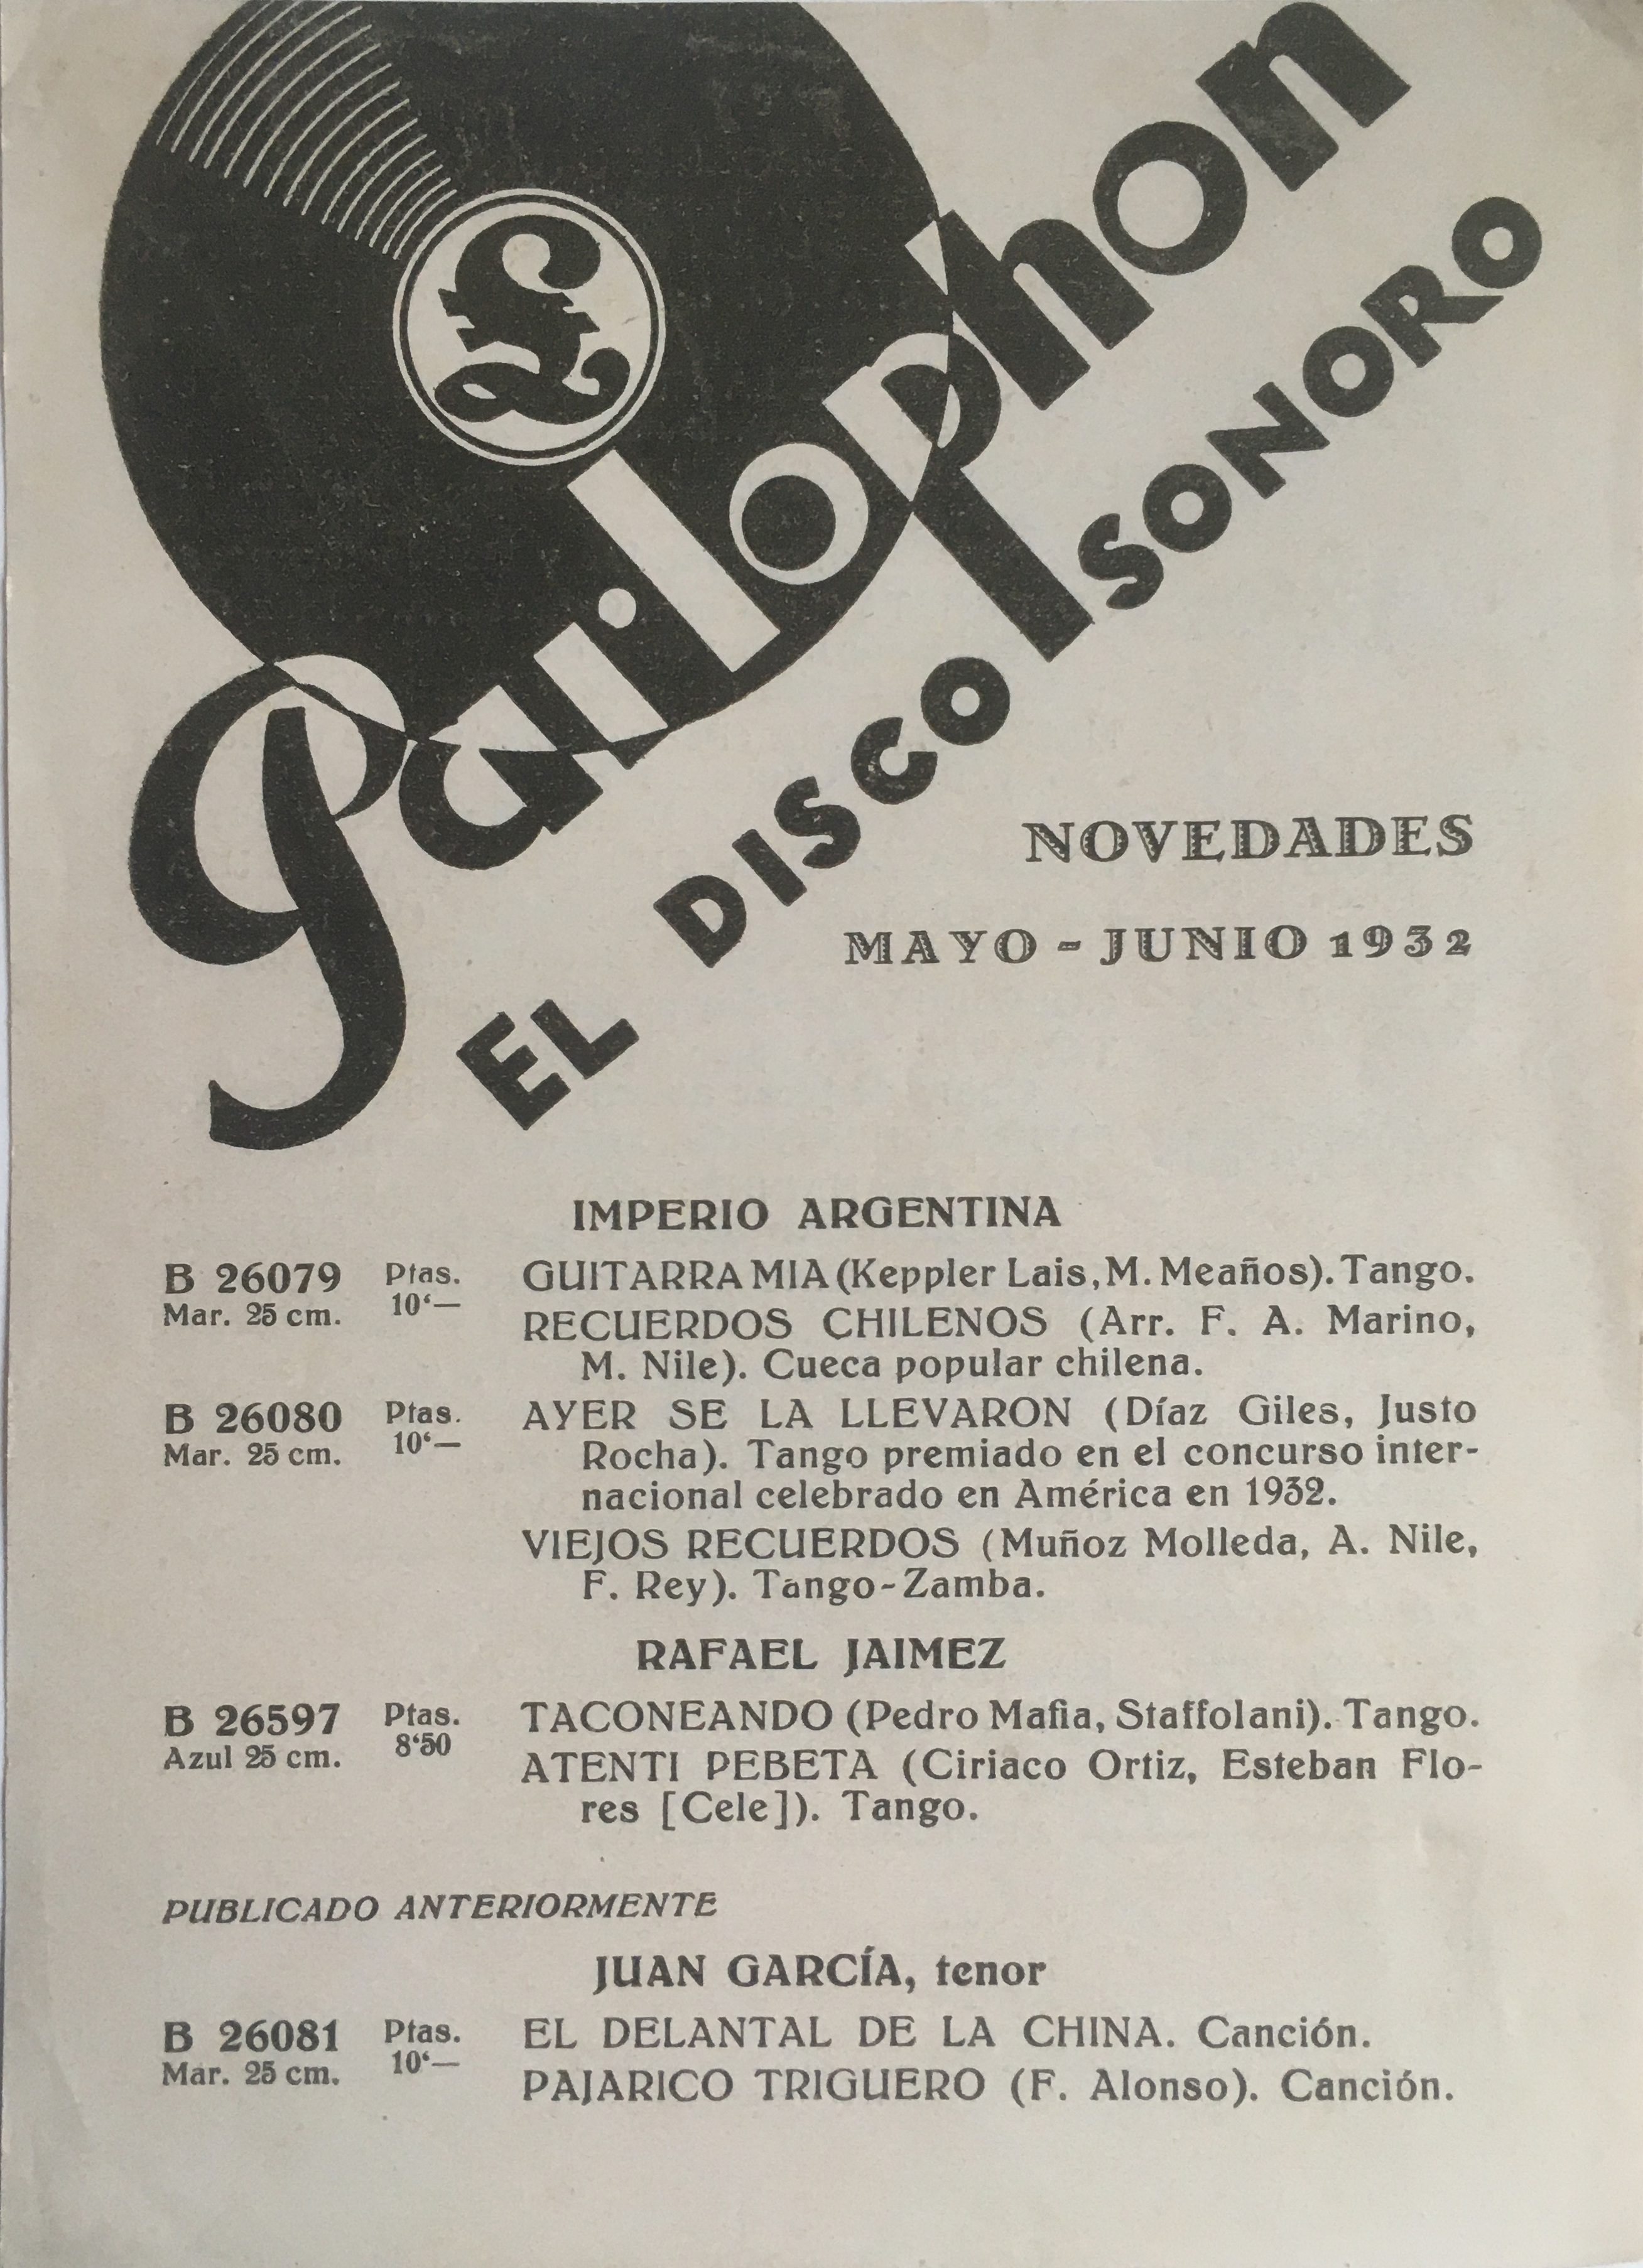 Parlophon
EL DISCO SONORO
NOVEDADES
MAYO - JUNIO 1932
IMPERIO ARGENTINA
B 26079 Ptas. GUITARRA MIA (Keppler Lais, M. Meaños). Tango.
Mar. 25 cm. 10‘—
RECUERDOS CHILENOS (Arr. F. A. Marino,
M. Nile). Cueca popular chilena.
B 26080 Ptas. AYER SE LA LLEVARON (Díaz Giles, Justo
Mar. 25 cm. 10‘— Rocha). Tango premiado en el concurso inter-
nacional celebrado en América en 1932.
VIEJOS RECUERDOS (Muñoz Molleda, A. Nile,
F. Rey). Tango-Zamba.
RAFAEL JAIMEZ
B 26597 Ptas. TACONEANDO (Pedro Mafia, Staffolani). Tango.
Azul 25 cm. 8‘50
ATENTI PEBETA (Ciriaco Ortiz, Esteban Flo-
res [Cele]). Tango.
PUBLICADO ANTERIORMENTE
JUAN GARCÍA, tenor
B 26081 Ptas. EL DELANTAL DE LA CHINA. Canción.
Mar. 25 cm. 10‘—
PAJARICO TRIGUERO (F. Alonso). Canción.